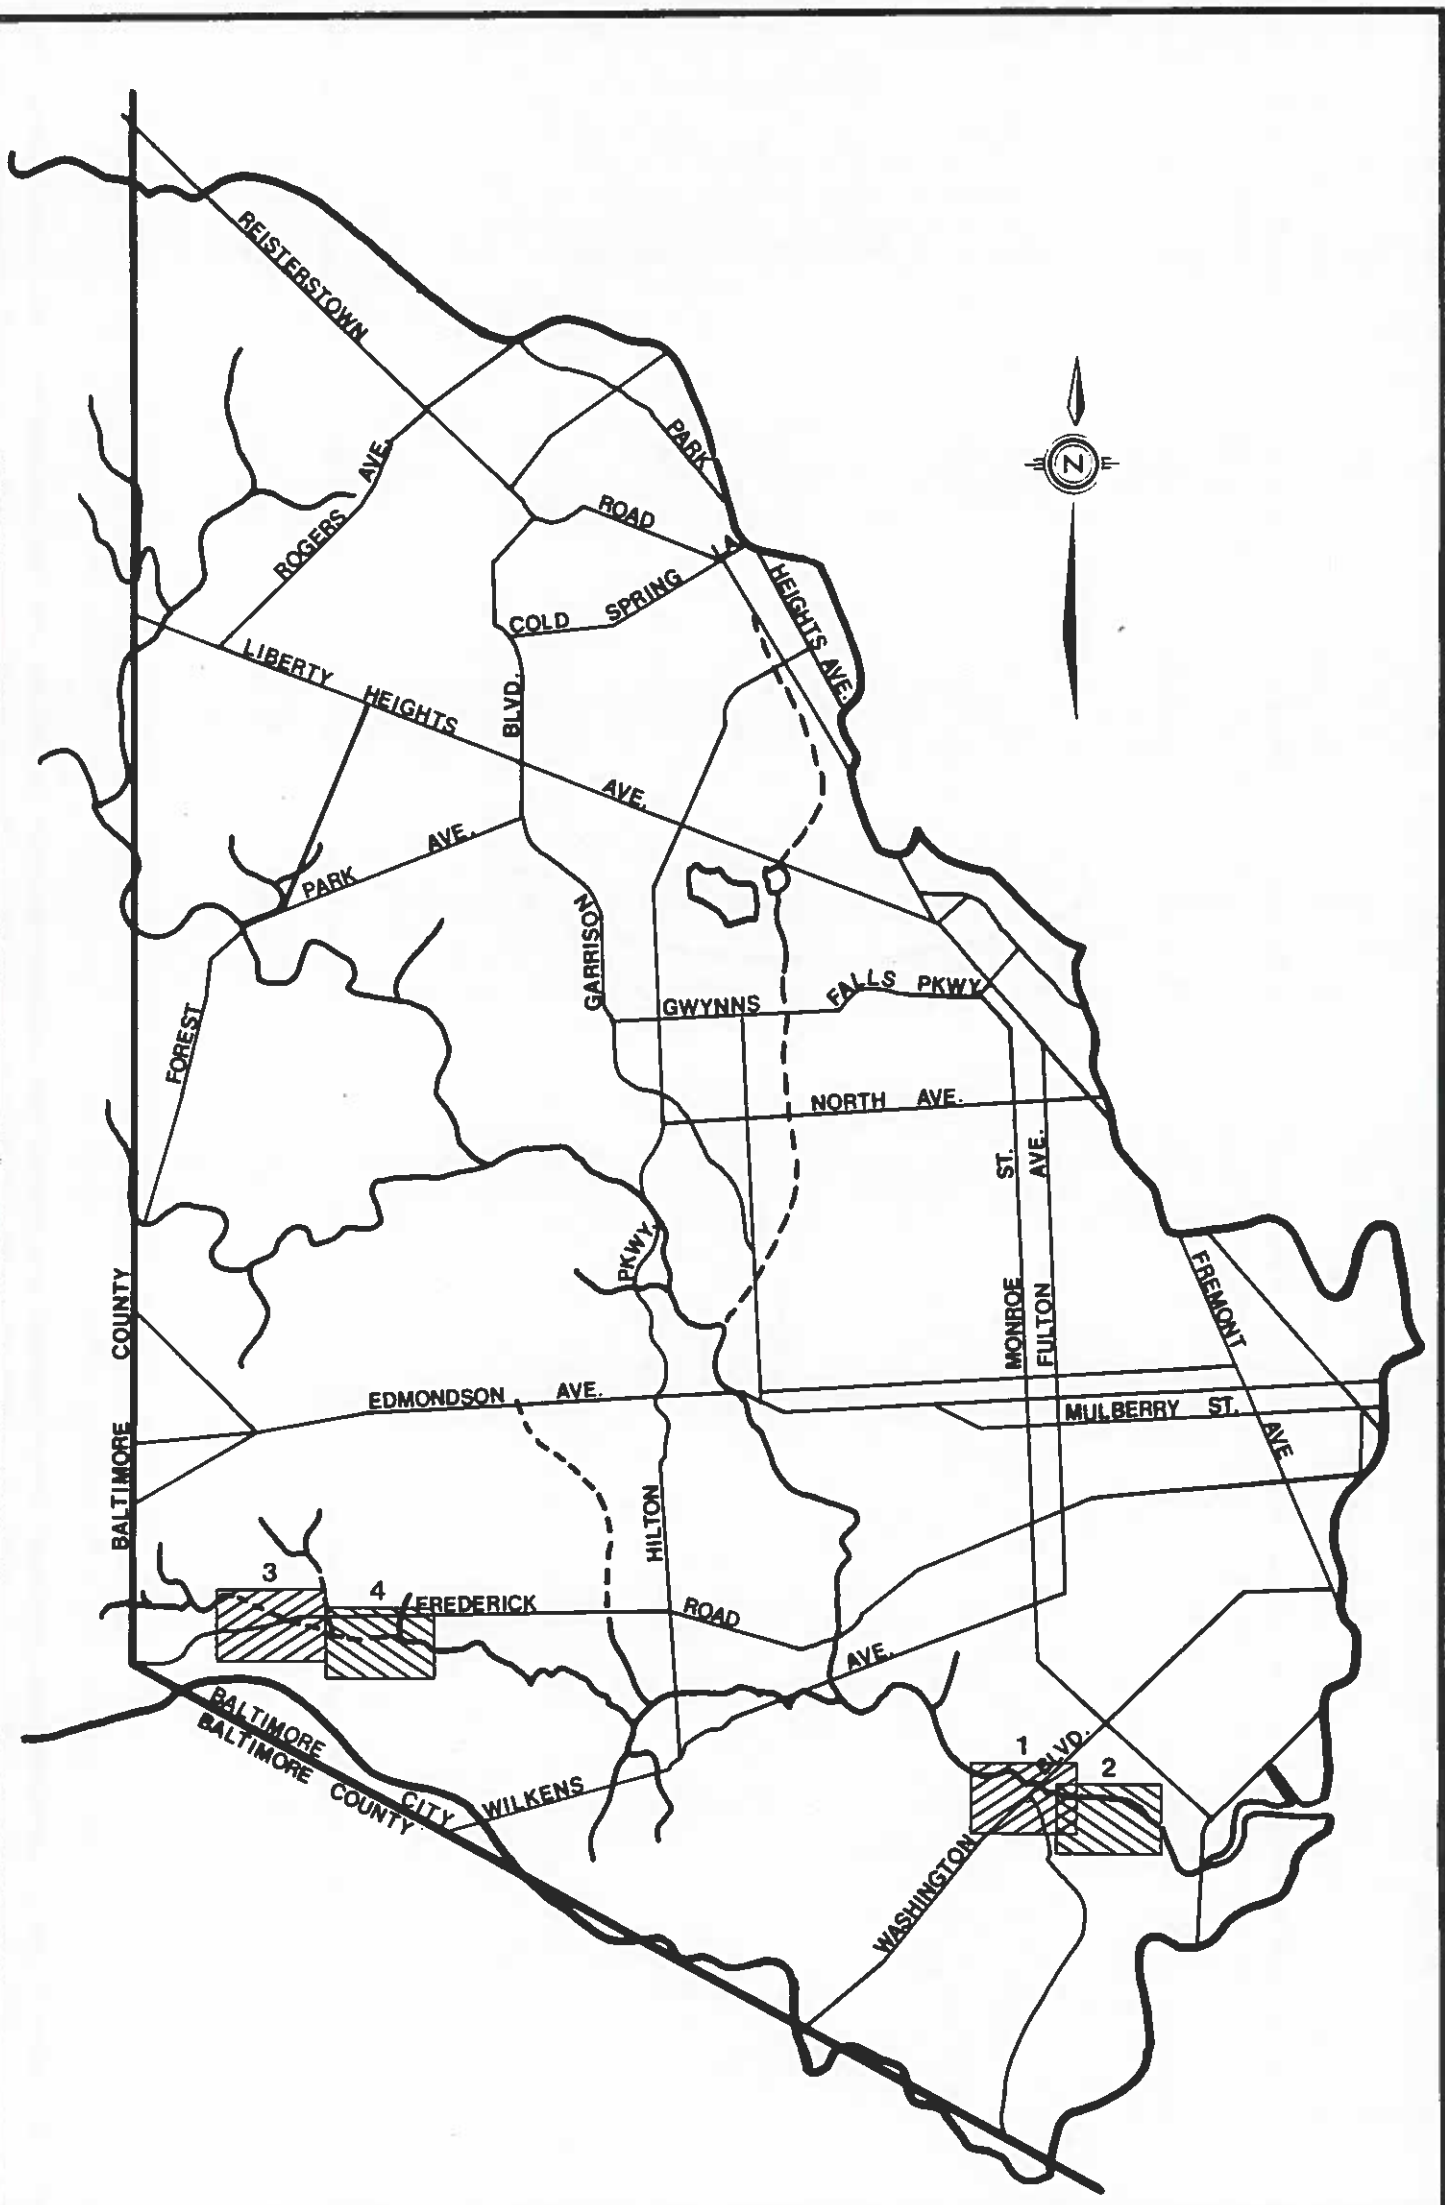 REISTERSTOWN
PARK
ROGERS AVE.
ROAD
N
LA.
COLD SPRING
HEIGHTS AVE.
LIBERTY HEIGHTS AVE.
BLVD.
PARK AVE.
GARRISON
FOREST
GWYNNS FALLS PKWY.
NORTH AVE.
ST.
AVE.
PKWY.
MONROE
FULTON
FREMONT
BALTIMORE COUNTY
EDMONDSON AVE.
MULBERRY ST.
AVE
HILTON
3
4
FREDERICK
ROAD
AVE.
BALTIMORE CITY
BALTIMORE COUNTY
WILKENS
1
BLVD.
2
WASHINGTON